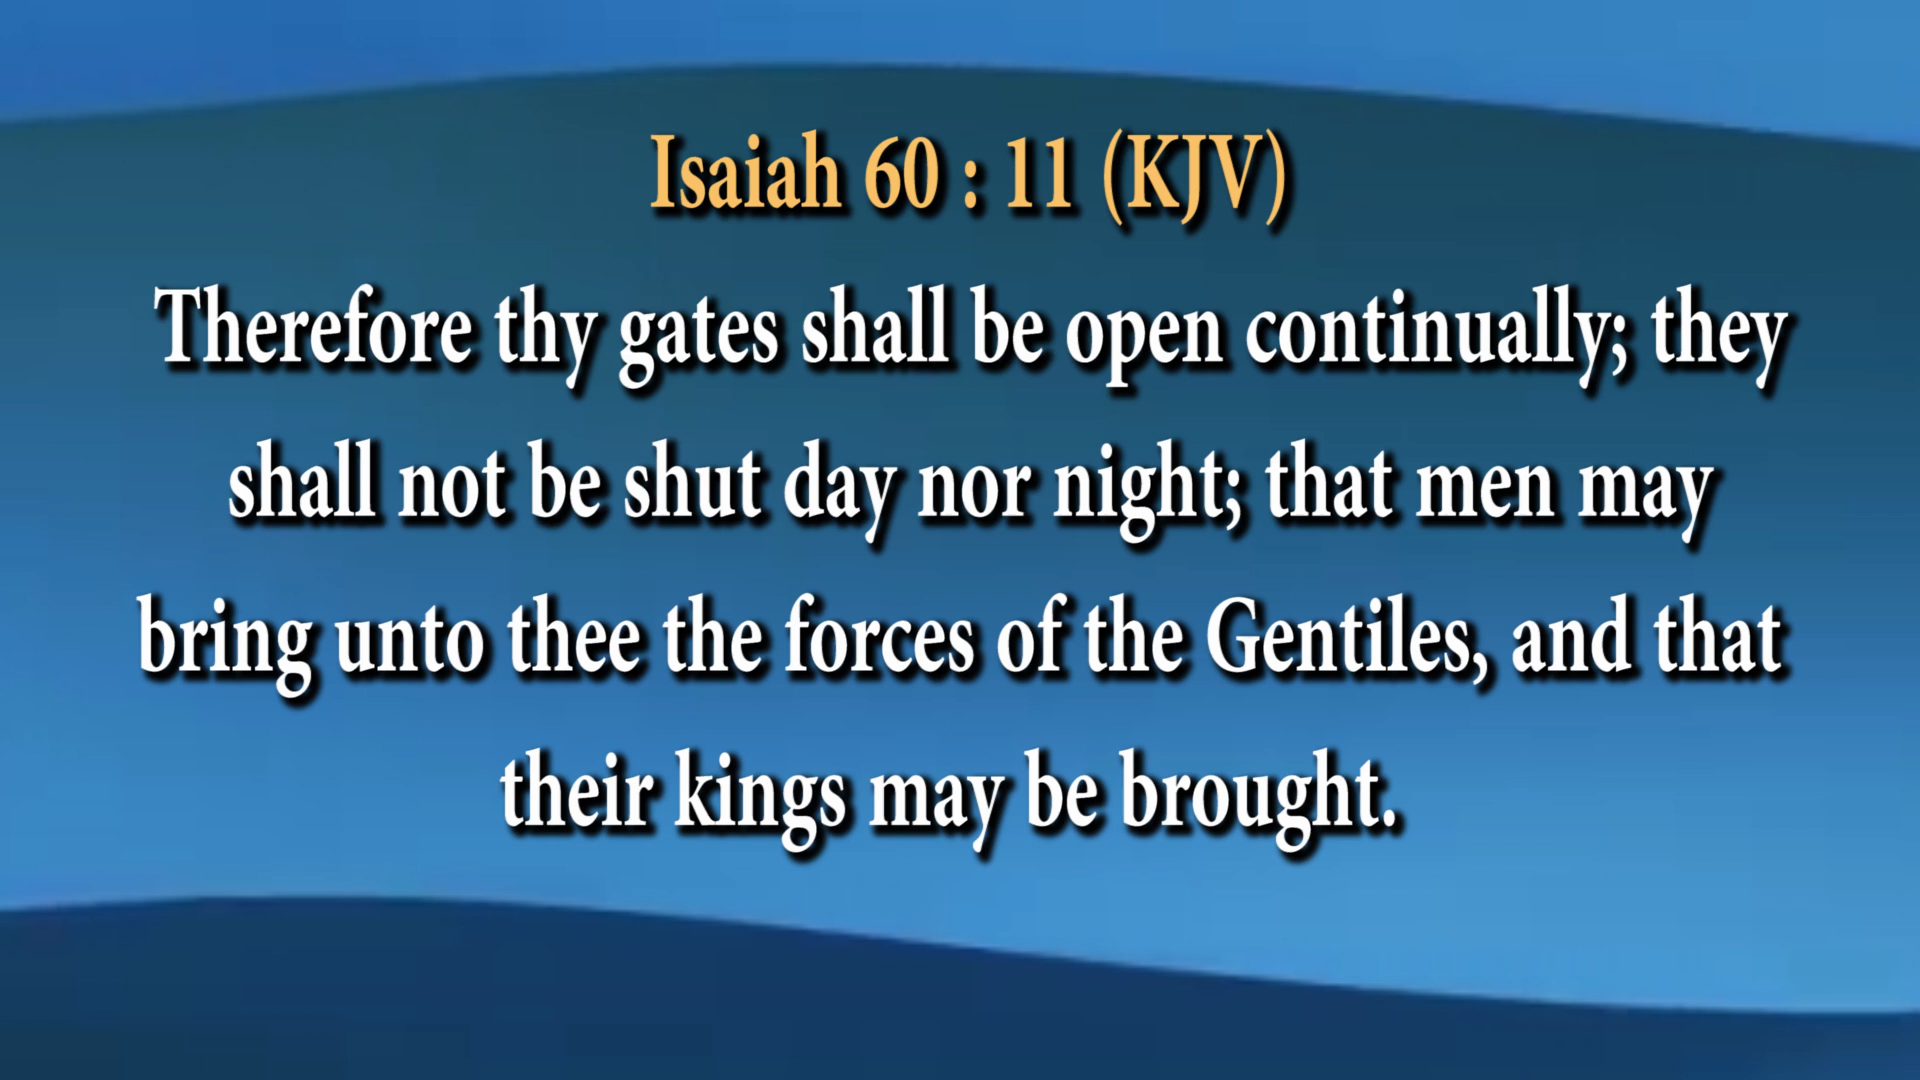 Isaiah 60 : 11 (KJV)
Therefore thy gates shall be open continually; they
shall not be shut day nor night; that men may
bring unto thee the forces of the Gentiles, and that
their kings may be brought.